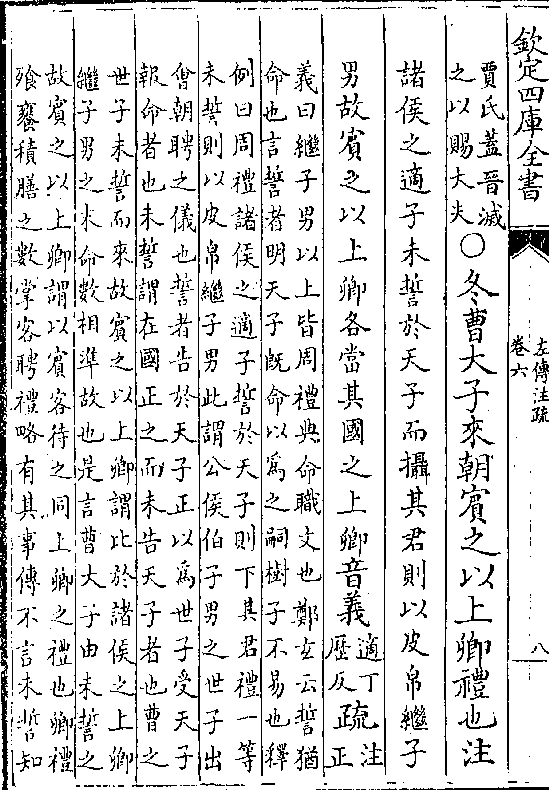 欽定四庫全書
左傳注疏
卷六
八
賈氏蓋晉滅
之以賜大夫
○冬曹大子來朝賓之以上卿禮也注
諸侯之適子未誓於天子而攝其君則以皮帛繼子
男故賓之以上卿各當其國之上卿音義
適丁
歷反
疏
注
正
義曰繼子男以上皆周禮典命職文也鄭玄云誓猶
命也言誓者明天子旣命以爲之嗣樹子不易也釋
例曰周禮諸侯之適子誓於天子則下其君禮一等
未誓則以皮帛繼子男此謂公侯伯子男之世子出
會朝聘之儀也誓者告於天子正以爲世子受天子
報命者也未誓謂在國正之而未告天子者也曹之
世子未誓而來故賓之以上卿謂比於諸侯之上卿
繼子男之末命數相準故也是言曹大子由未誓之
故賓之以上卿謂以賓客待之同上卿之禮也卿禮
飧饔積膳之數掌客聘禮略有其事傳不言未誓知